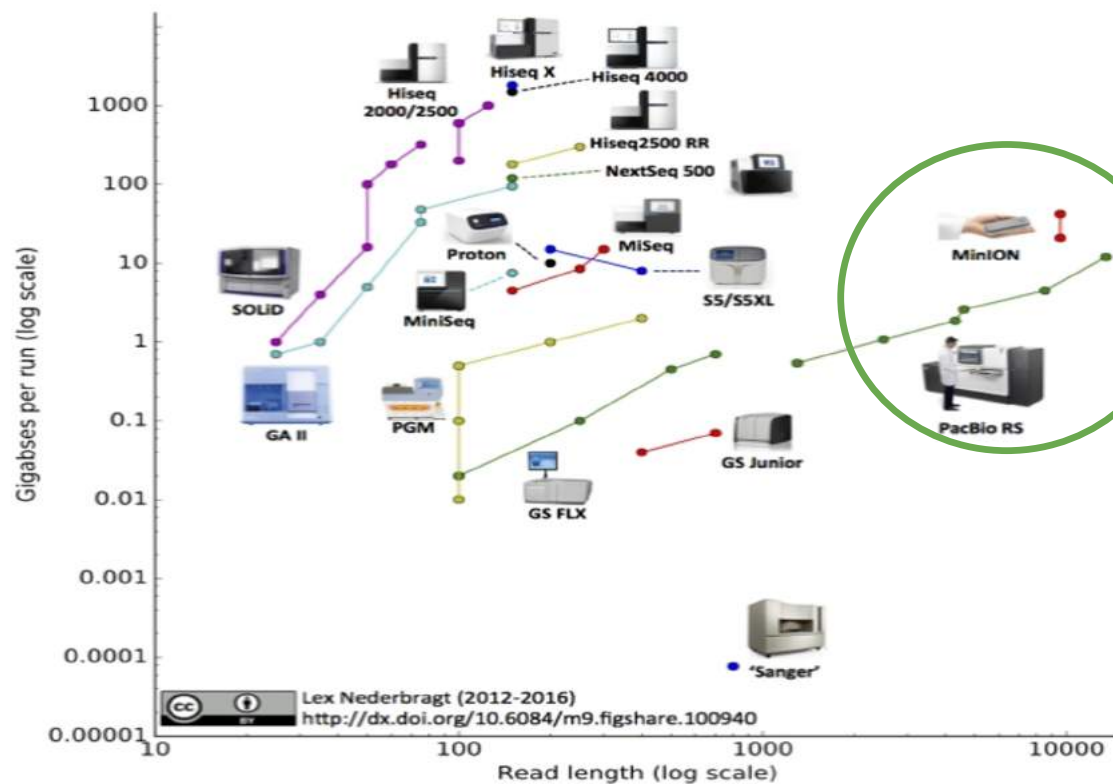 Hiseq X
Hiseq 4000
Hiseq
2000/2500
1000
Hiseq2500 RR
NextSeq 500
100
MiSeq
Proton
MinION
10
S5/S5XL
SOLiD
MiniSeq
1
GA II
PGM
PacBio RS
0.1
GS Junior
0.01
GS FLX
0.001
0.0001
'Sanger'
Lex Nederbragt (2012-2016)
http://dx.doi.org/10.6084/m9.figshare.100940
cc
BY
0.00001
10
100
1000
10000
Read length (log scale)
Gigabses per run (log scale)